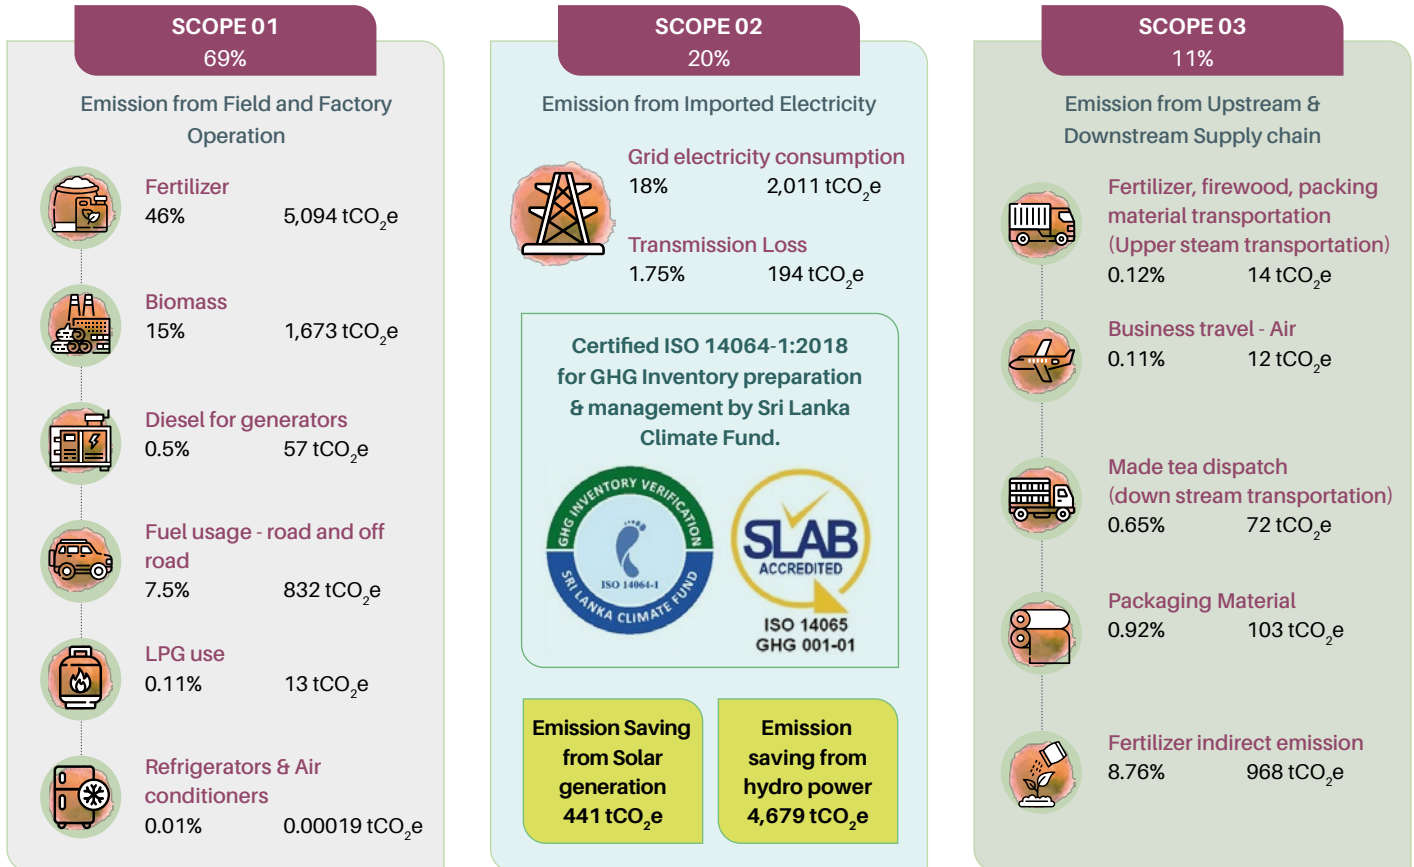 SCOPE 01
69%
Emission from Field and Factory
Operation
Fertilizer
46% 5,094 tCO₂e
Biomass
15% 1,673 tCO₂e
Diesel for generators
0.5% 57 tCO₂e
Fuel usage - road and off
road
7.5% 832 tCO₂e
LPG use
0.11% 13 tCO₂e
Refrigerators & Air
conditioners
0.01% 0.00019 tCO₂e
SCOPE 02
20%
Emission from Imported Electricity
Grid electricity consumption
18% 2,011 tCO₂e
Transmission Loss
1.75% 194 tCO₂e
Certified ISO 14064-1:2018
for GHG Inventory preparation
& management by Sri Lanka
Climate Fund.
GHG INVENTORY VERIFICATION
ISO 14064-1
SRI LANKA CLIMATE FUND
SLAB
ACCREDITED
ISO 14065
GHG 001-01
Emission Saving
from Solar
generation
441 tCO₂e
Emission
saving from
hydro power
4,679 tCO₂e
SCOPE 03
11%
Emission from Upstream &
Downstream Supply chain
Fertilizer, firewood, packing
material transportation
(Upper steam transportation)
0.12% 14 tCO₂e
Business travel - Air
0.11% 12 tCO₂e
Made tea dispatch
(down stream transportation)
0.65% 72 tCO₂e
Packaging Material
0.92% 103 tCO₂e
Fertilizer indirect emission
8.76% 968 tCO₂e